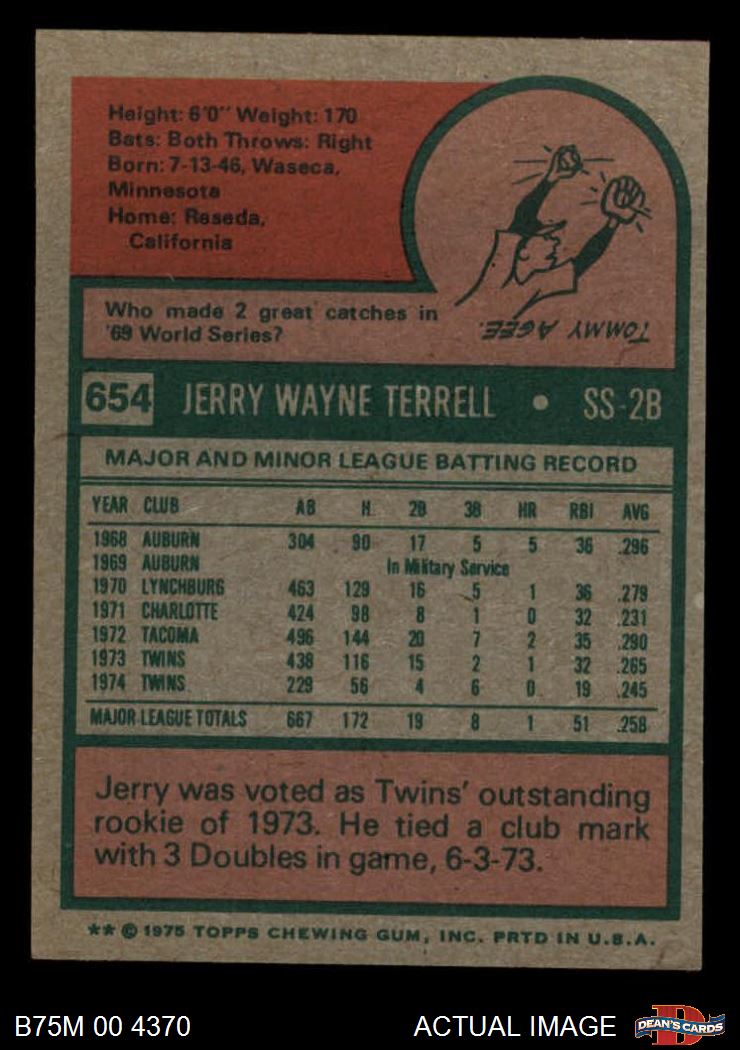 Height: 6'0" Weight: 170
Bats: Both Throws: Right
Born: 7-13-46, Waseca,
Minnesota
Home: Reseda,
California
Who made 2 great catches in
'69 World Series?
TOMMY AGEE.
654 JERRY WAYNE TERRELL • SS-2B
MAJOR AND MINOR LEAGUE BATTING RECORD
YEAR CLUB AB H 2B 3B HR RBI AVG
1968 AUBURN 304 90 17 5 5 36 .296
1969 AUBURN In Military Service
1970 LYNCHBURG 463 129 16 5 1 36 .279
1971 CHARLOTTE 424 98 8 1 0 32 .231
1972 TACOMA 496 144 20 7 2 35 .290
1973 TWINS 438 116 15 2 1 32 .265
1974 TWINS 229 56 4 6 0 19 .245
MAJOR LEAGUE TOTALS 667 172 19 8 1 51 .258
Jerry was voted as Twins' outstanding
rookie of 1973. He tied a club mark
with 3 Doubles in game, 6-3-73.
** © 1975 TOPPS CHEWING GUM, INC. PRTD IN U.S.A.
B75M 00 4370 ACTUAL IMAGE
D
DEAN'S CARDS